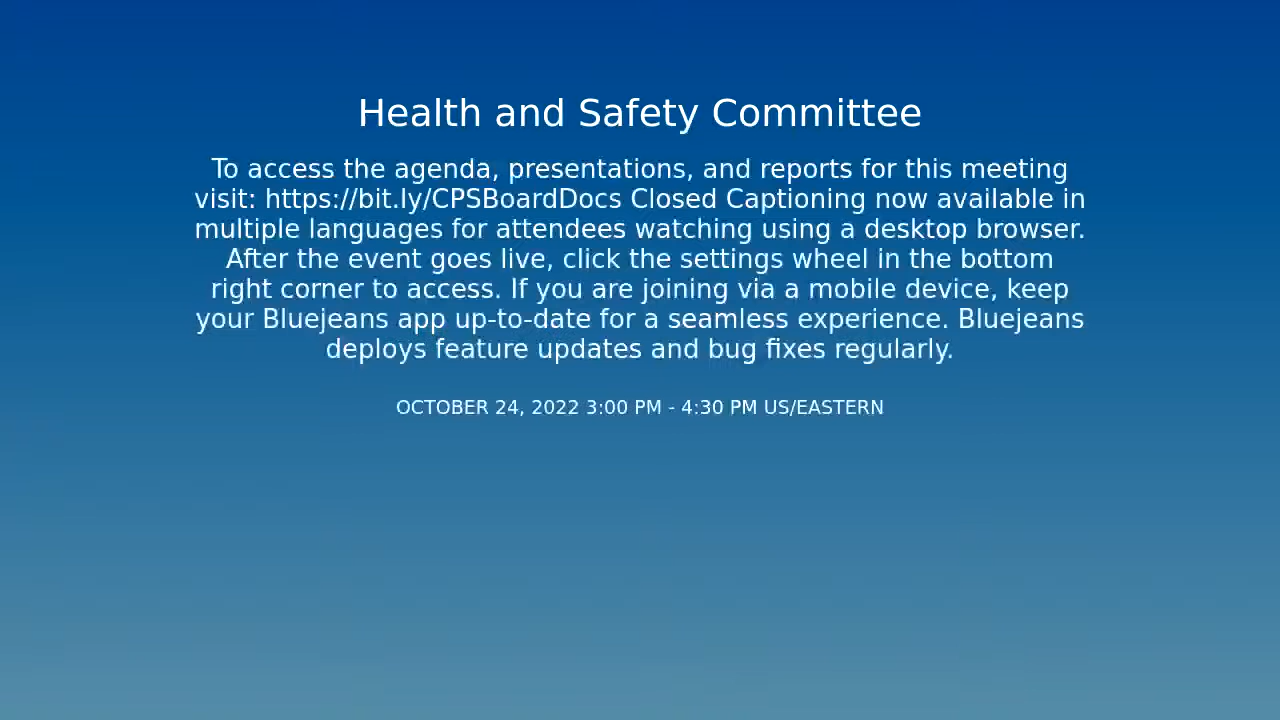 Health and Safety Committee
To access the agenda, presentations, and reports for this meeting
visit: https://bit.ly/CPSBoardDocs Closed Captioning now available in
multiple languages for attendees watching using a desktop browser.
After the event goes live, click the settings wheel in the bottom
right corner to access. If you are joining via a mobile device, keep
your Bluejeans app up-to-date for a seamless experience. Bluejeans
deploys feature updates and bug fixes regularly.
OCTOBER 24, 2022 3:00 PM - 4:30 PM US/EASTERN